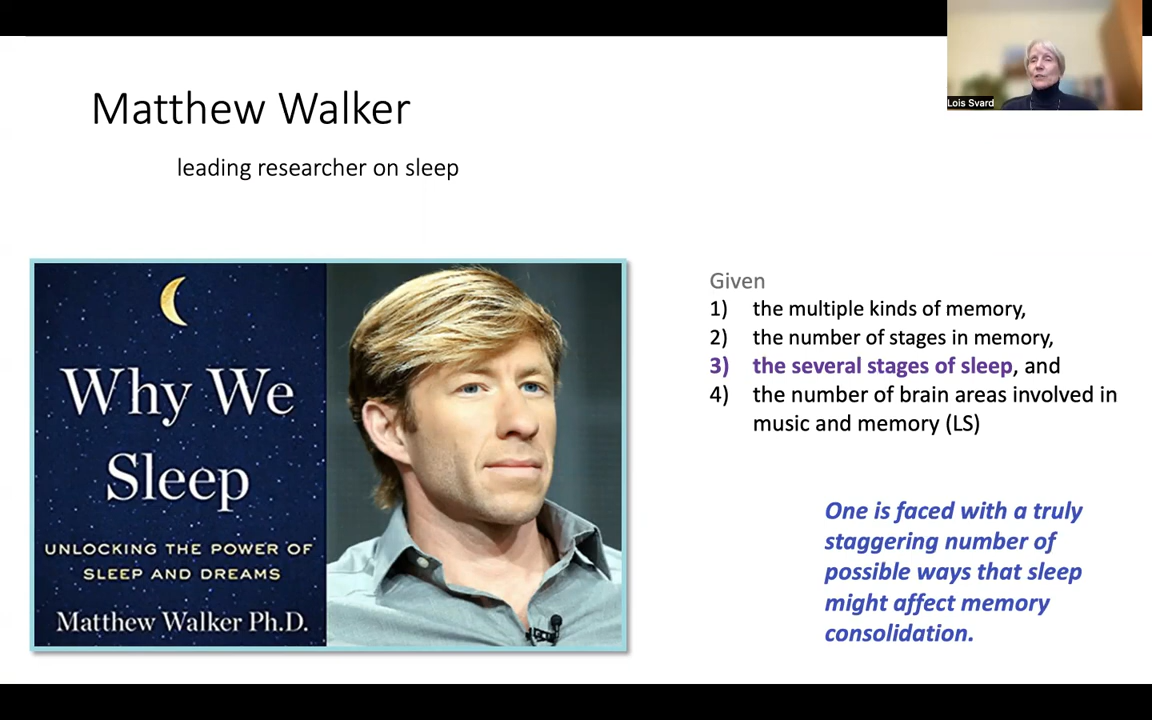 Lois Svard
Matthew Walker
leading researcher on sleep
Why We
Sleep
UNLOCKING THE POWER OF
SLEEP AND DREAMS
Matthew Walker Ph.D.
Given
1) the multiple kinds of memory,
2) the number of stages in memory,
3) the several stages of sleep, and
4) the number of brain areas involved in
music and memory (LS)
One is faced with a truly
staggering number of
possible ways that sleep
might affect memory
consolidation.